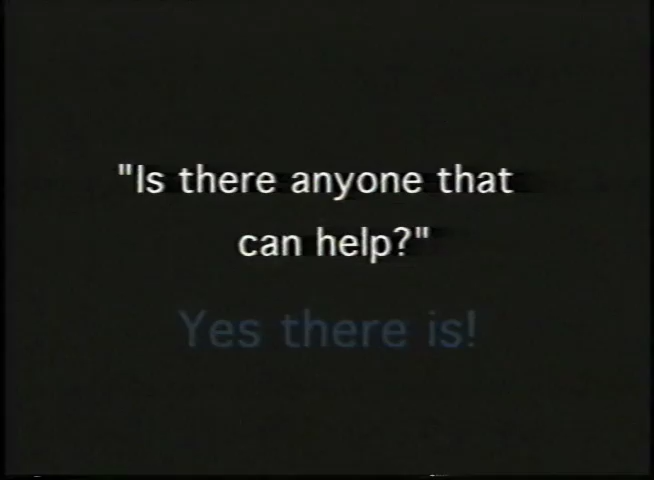 "Is there anyone that
can help?"
Yes there is!